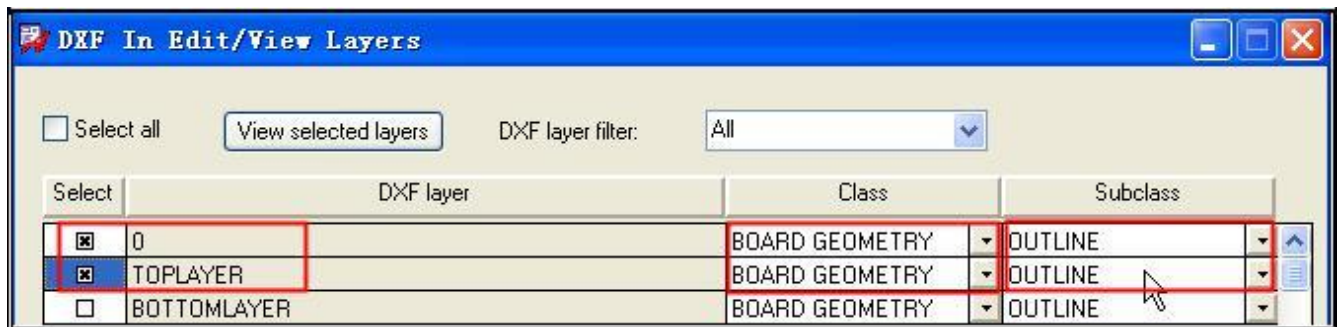 DXF In Edit/View Layers
Select all View selected layers DXF layer filter: All
Select DXF layer Class Subclass
0 BOARD GEOMETRY OUTLINE
TOPLAYER BOARD GEOMETRY OUTLINE
BOTTOMLAYER BOARD GEOMETRY OUTLINE